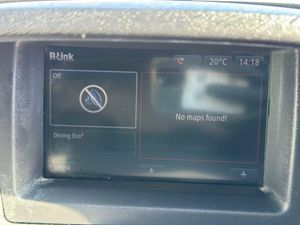 R-Link
20°C
14:18
Off
No maps found!
Driving Eco²